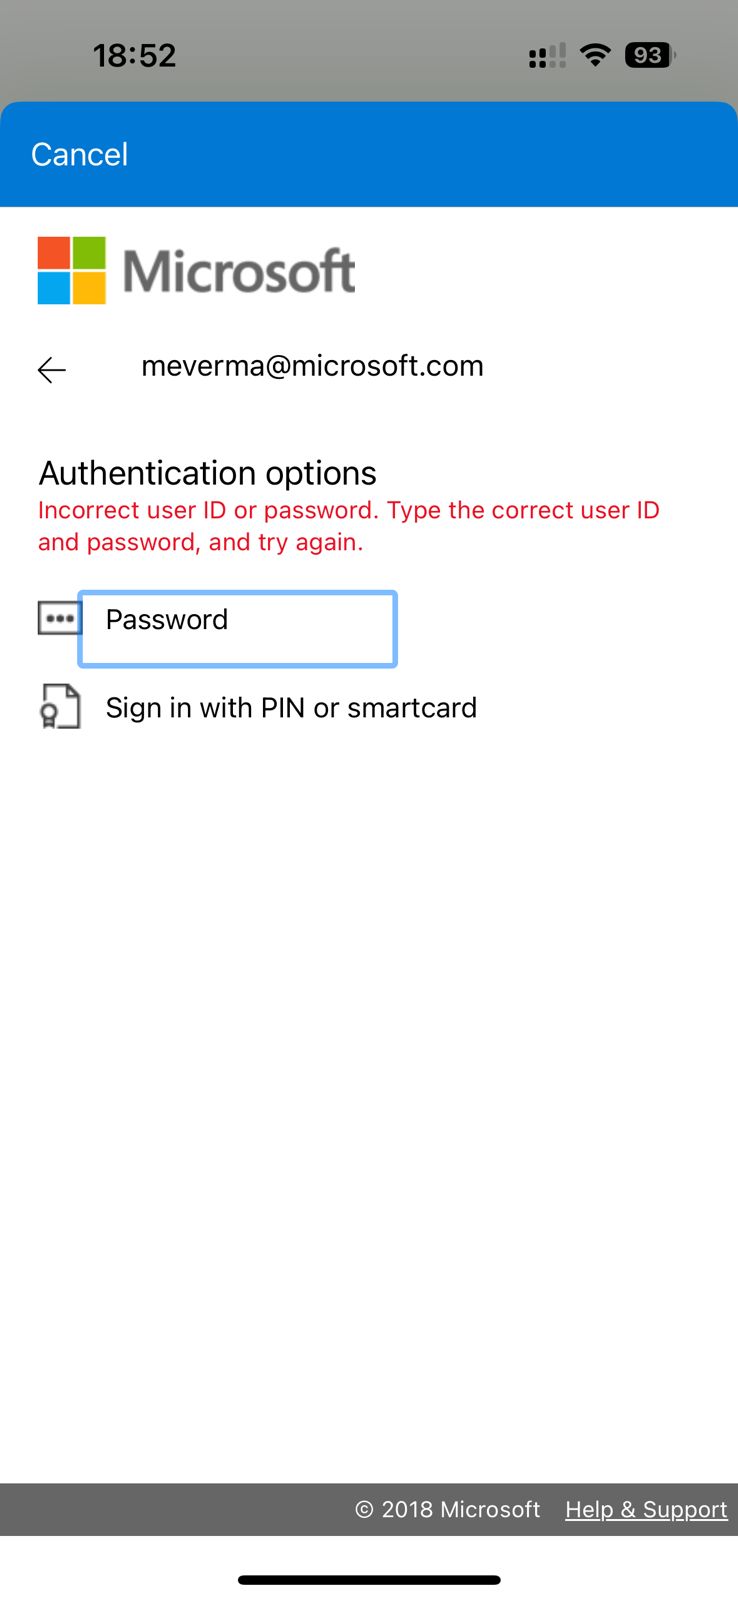 18:52
93
Cancel
Microsoft
meverma@microsoft.com
Authentication options
Incorrect user ID or password. Type the correct user ID
and password, and try again.
Password
Sign in with PIN or smartcard
© 2018 Microsoft Help & Support